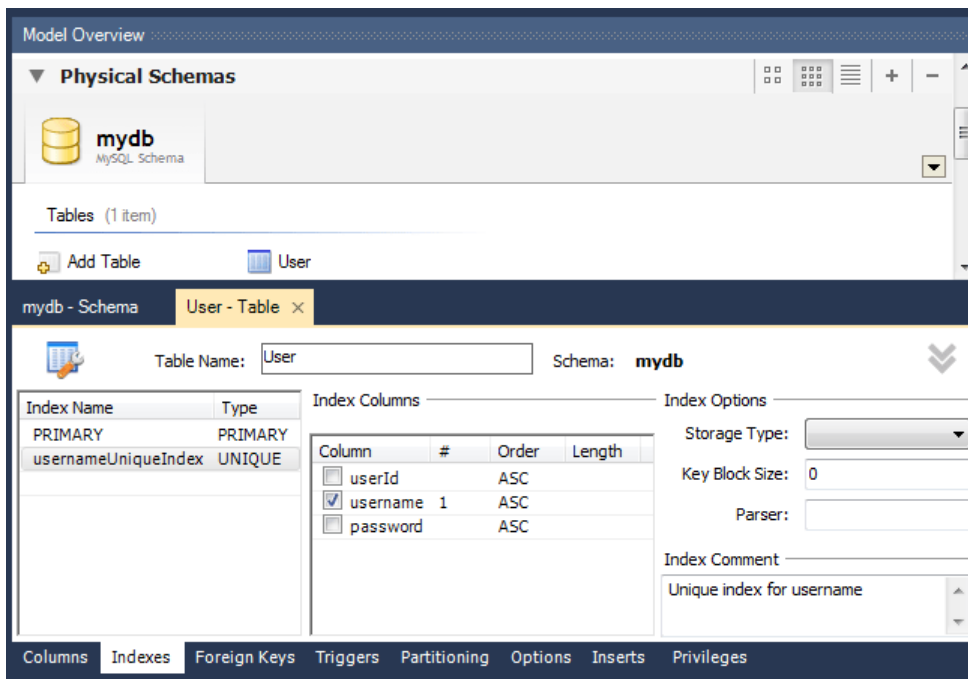 Model Overview
Physical Schemas
mydb
MySQL Schema
Tables (1 item)
Add Table
User
mydb - Schema
User - Table
Table Name: User
Schema: mydb
Index Name Type
PRIMARY PRIMARY
usernameUniqueIndex UNIQUE
Index Columns
Column # Order Length
userId ASC
username 1 ASC
password ASC
Index Options
Storage Type:
Key Block Size: 0
Parser:
Index Comment
Unique index for username
Columns Indexes Foreign Keys Triggers Partitioning Options Inserts Privileges